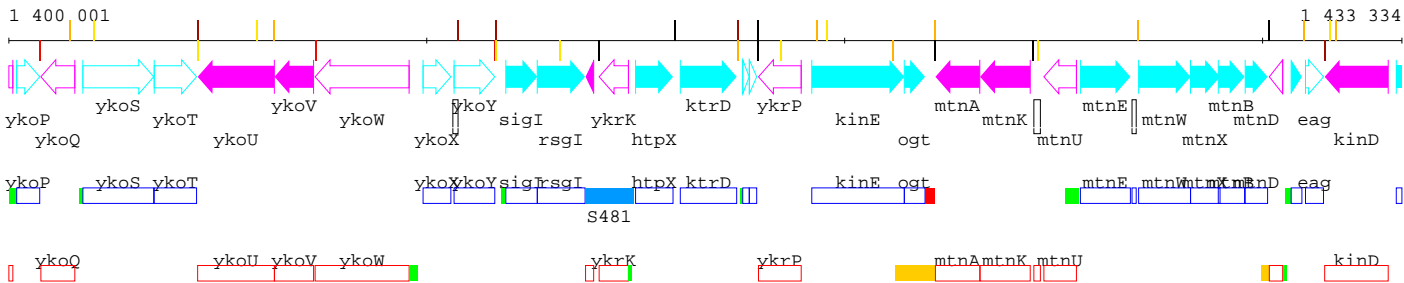 1 400 001 1 433 334
ykoS ykoV ykoY ktrD ykrP mtnA mtnE mtnB
ykoP ykoT ykoW sigI ykrK kinE mtnK mtnW mtnD eag
ykoQ ykoU ykoX rsgI htpX ogt mtnU mtnX kinD
ykoP ykoS ykoT ykoX ykoY sigI rsgI htpX ktrD kinE ogt mtnE mtnW mtnX mtnB mtnD eag
S481
ykoQ ykoU ykoV ykoW ykrK ykrP mtnA mtnK mtnU kinD